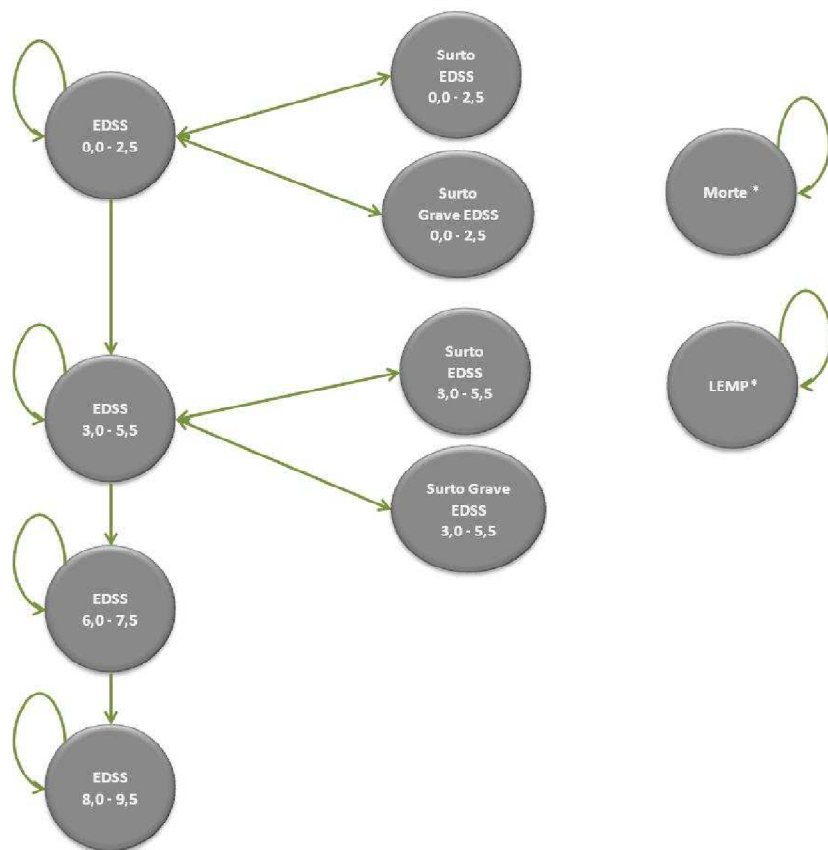 EDSS
0,0 - 2,5
Surto
EDSS
0,0 - 2,5
Surto
Grave EDSS
0,0 - 2,5
Morte *
EDSS
3,0 - 5,5
Surto
EDSS
3,0 - 5,5
Surto Grave
EDSS
3,0 - 5,5
LEMP*
EDSS
6,0 - 7,5
EDSS
8,0 - 9,5